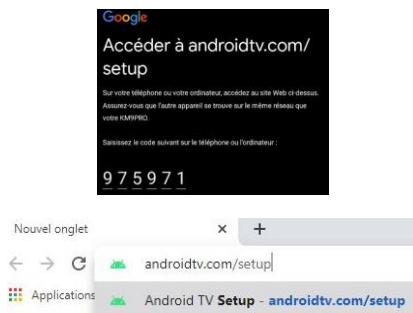 Google
Accéder à androidtv.com/
setup
Sur votre téléphone ou votre ordinateur, accédez au site Web ci-dessus.
Assurez-vous que l'autre appareil se trouve sur le même réseau que
votre KM9PRO.
Saisissez le code suivant sur le téléphone ou l'ordinateur :
975971
Nouvel onglet
androidtv.com/setup
Applications
Android TV Setup - androidtv.com/setup